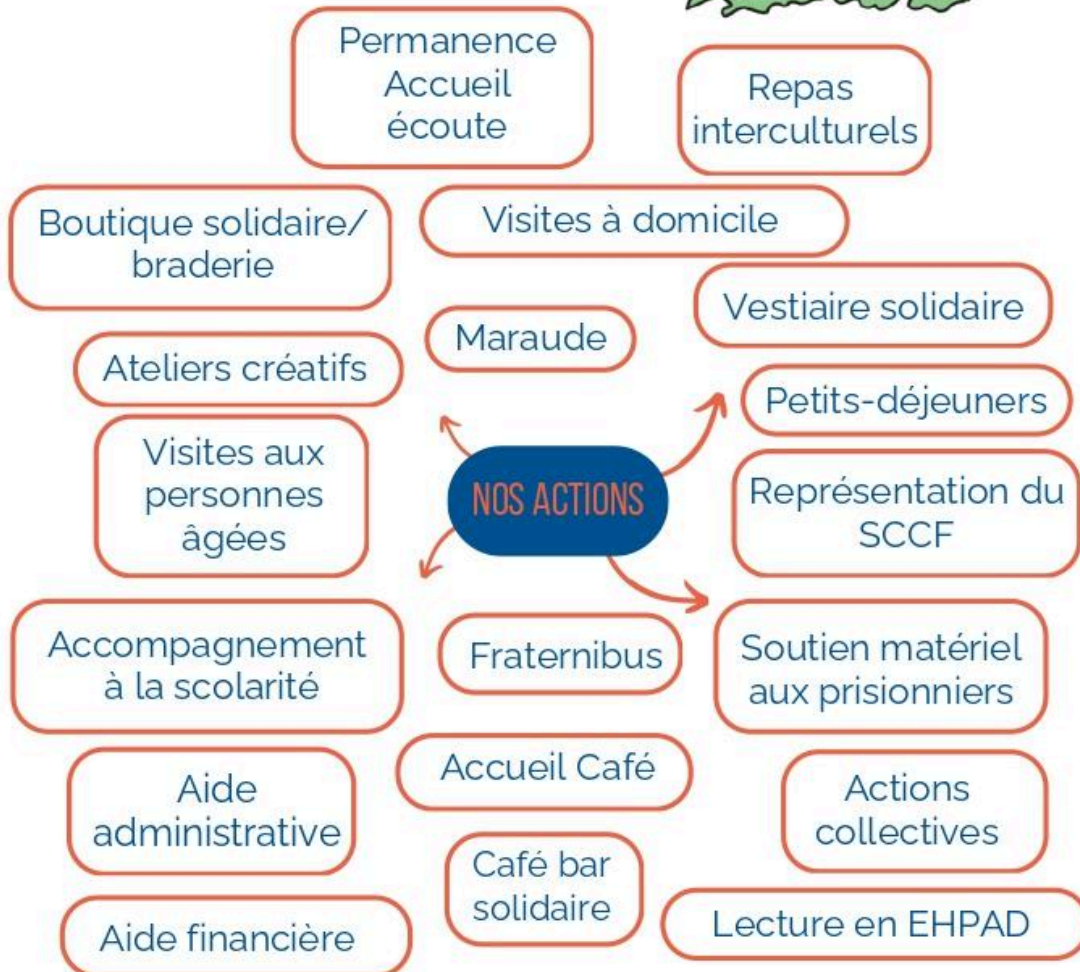 Permanence
Accueil
écoute
Repas
interculturels
Boutique solidaire/
braderie
Visites à domicile
Vestiaire solidaire
Maraude
Ateliers créatifs
Petits-déjeuners
Visites aux
personnes
âgées
NOS ACTIONS
Représentation du
SCCF
Accompagnement
à la scolarité
Fraternibus
Soutien matériel
aux prisionniers
Accueil Café
Aide
administrative
Actions
collectives
Café bar
solidaire
Aide financière
Lecture en EHPAD